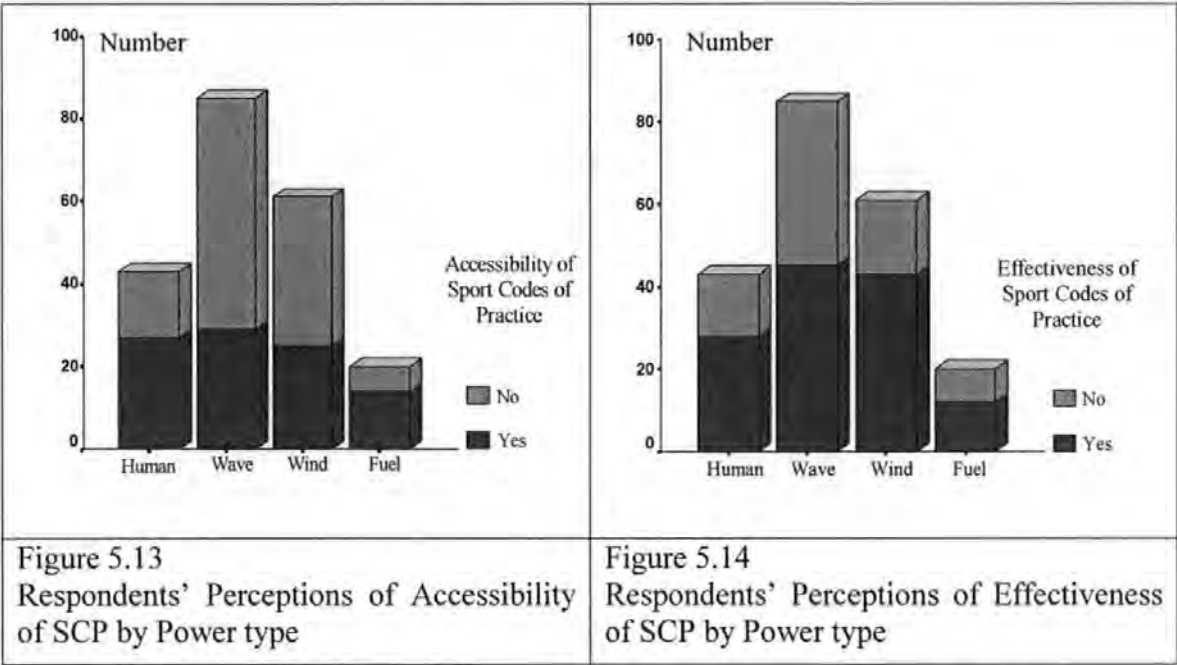 Number
100
80
60
40
20
0
Human Wave Wind Fuel
Accessibility of
Sport Codes of
Practice
No
Yes
Number
100
80
60
40
20
0
Human Wave Wind Fuel
Effectiveness of
Sport Codes of
Practice
No
Yes
Figure 5.13
Respondents' Perceptions of Accessibility
of SCP by Power type
Figure 5.14
Respondents' Perceptions of Effectiveness
of SCP by Power type